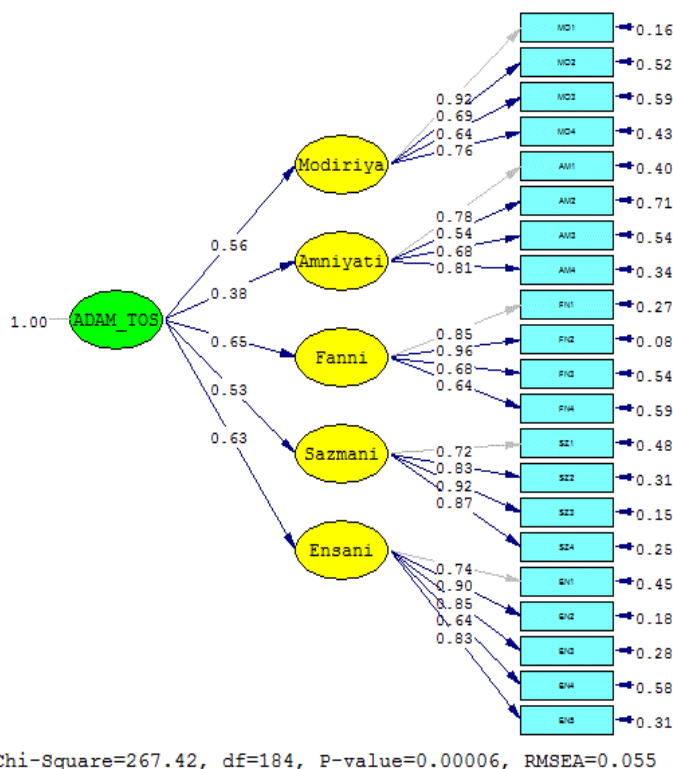 MO1 0.16
MO2 0.52
0.92 MO3 0.59
0.69
0.64 MO4 0.43
0.76
Modiriya AM1 0.40
AM2 0.71
0.78
0.54 AM3 0.54
0.56 0.68
Amniyati 0.81 AM4 0.34
0.38 FN1 0.27
1.00 ADAM_TOS 0.85 FN2 0.08
0.65 Fanni 0.96
0.68 FN3 0.54
0.64
0.53 FN4 0.59
0.63 Sazmani 0.72 SZ1 0.48
0.83 SZ2 0.31
0.92
0.87 SZ3 0.15
Ensani SZ4 0.25
0.74 EN1 0.45
0.90
0.85 EN2 0.18
0.64
0.83 EN3 0.28
EN4 0.58
EN5 0.31
Chi-Square=267.42, df=184, P-value=0.00006, RMSEA=0.055